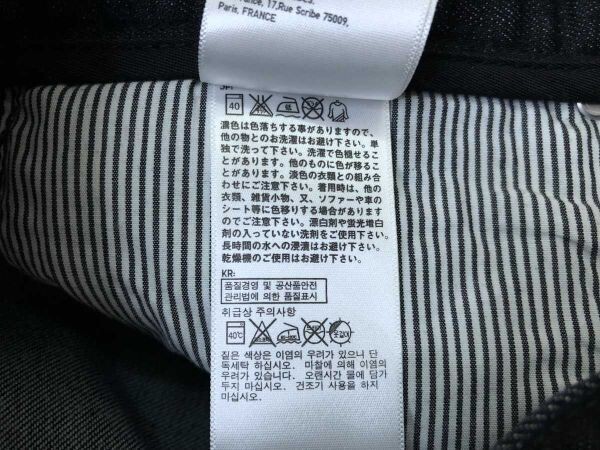 France, 17,Rue Scribe 75009,
Paris, FRANCE
JP:
40
低
濃色は色落ちする事がありますので、
他の物とのお洗濯はお避け下さい。単
独で洗って下さい。洗濯で色褪せるこ
とがあります。他のものに色が移るこ
とがあります。淡色の衣類との組み合
わせにご注意下さい。着用時は、他の
衣類、雑貨小物、又、ソファーや車の
シート等に色移りする場合があります
のでご注意下さい。漂白剤や蛍光増白
剤の入っていない洗剤をご使用下さい。
長時間の水への浸漬はお避け下さい。
乾燥機のご使用はお避け下さい。
KR:
품질경영 및 공산품안전
관리법에 의한 품질표시
취급상 주의사항
40℃
짙은 색상은 이염의 우려가 있으니 단
독세탁 하십시오. 마찰에 의해 이염의
우려가 있습니다. 오랜시간 물에 담가
두지 마십시오. 건조기 사용을 하지
마십시오.